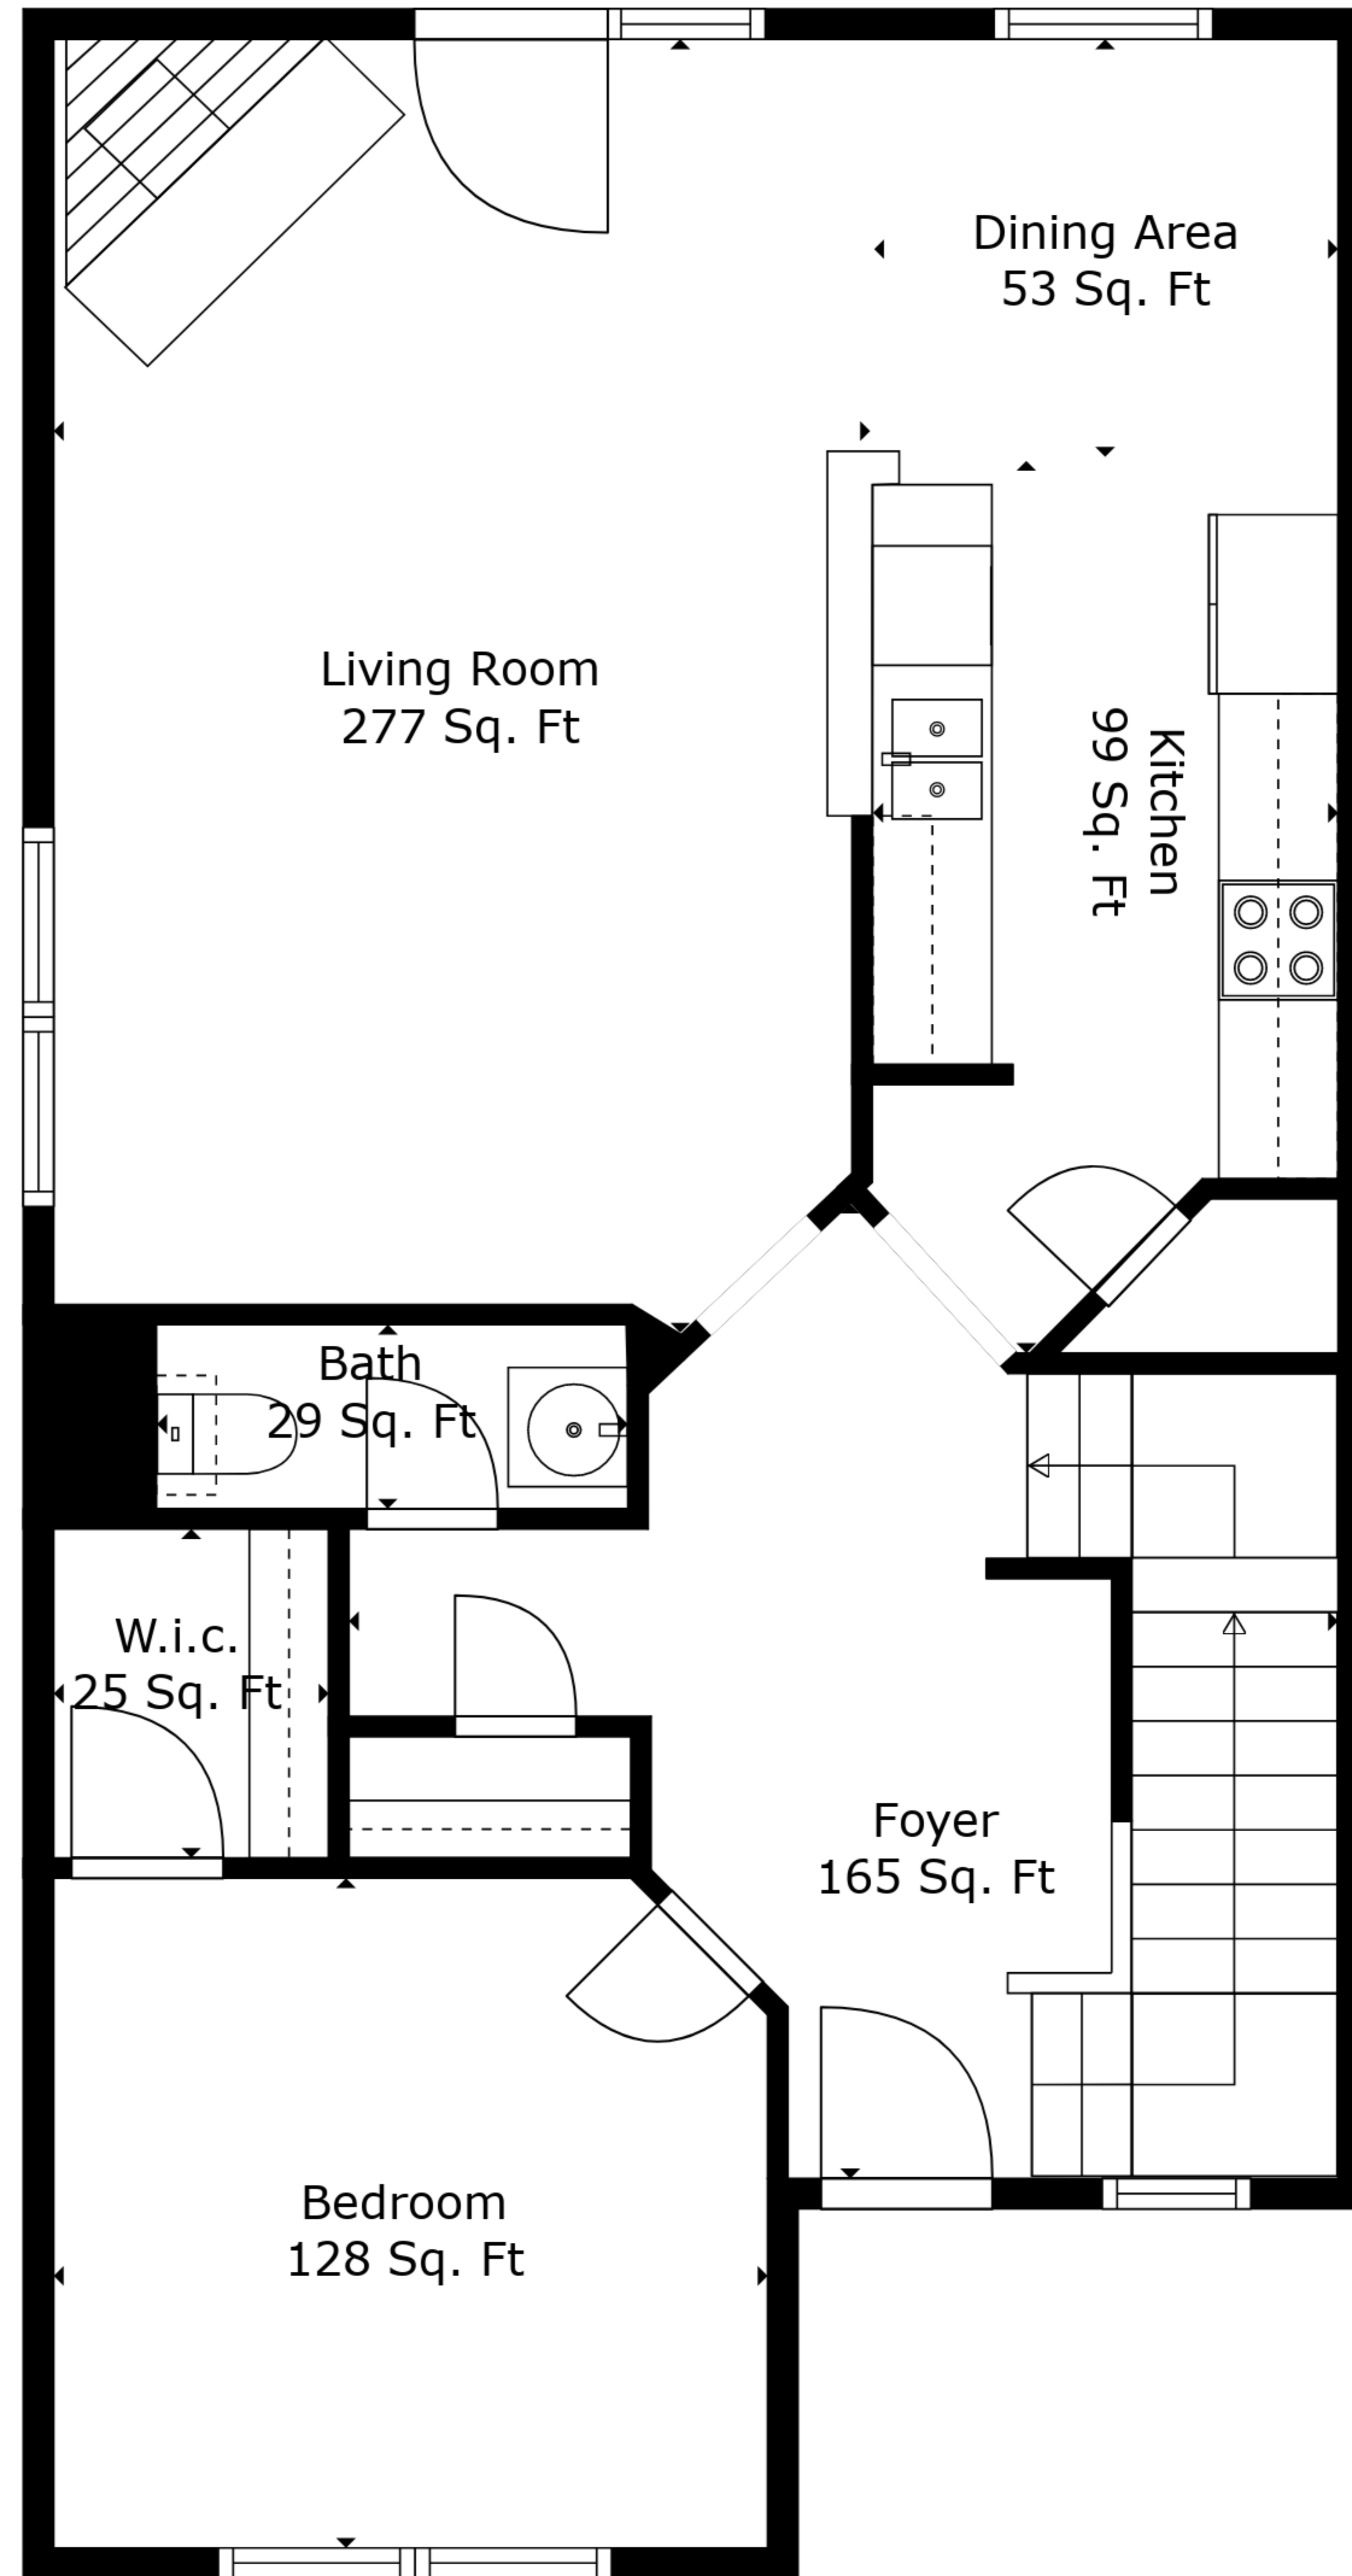 Dining Area
53 Sq. Ft
Living Room
277 Sq. Ft
Kitchen
99 Sq. Ft
Bath
29 Sq. Ft
W.i.c.
25 Sq. Ft
Foyer
165 Sq. Ft
Bedroom
128 Sq. Ft